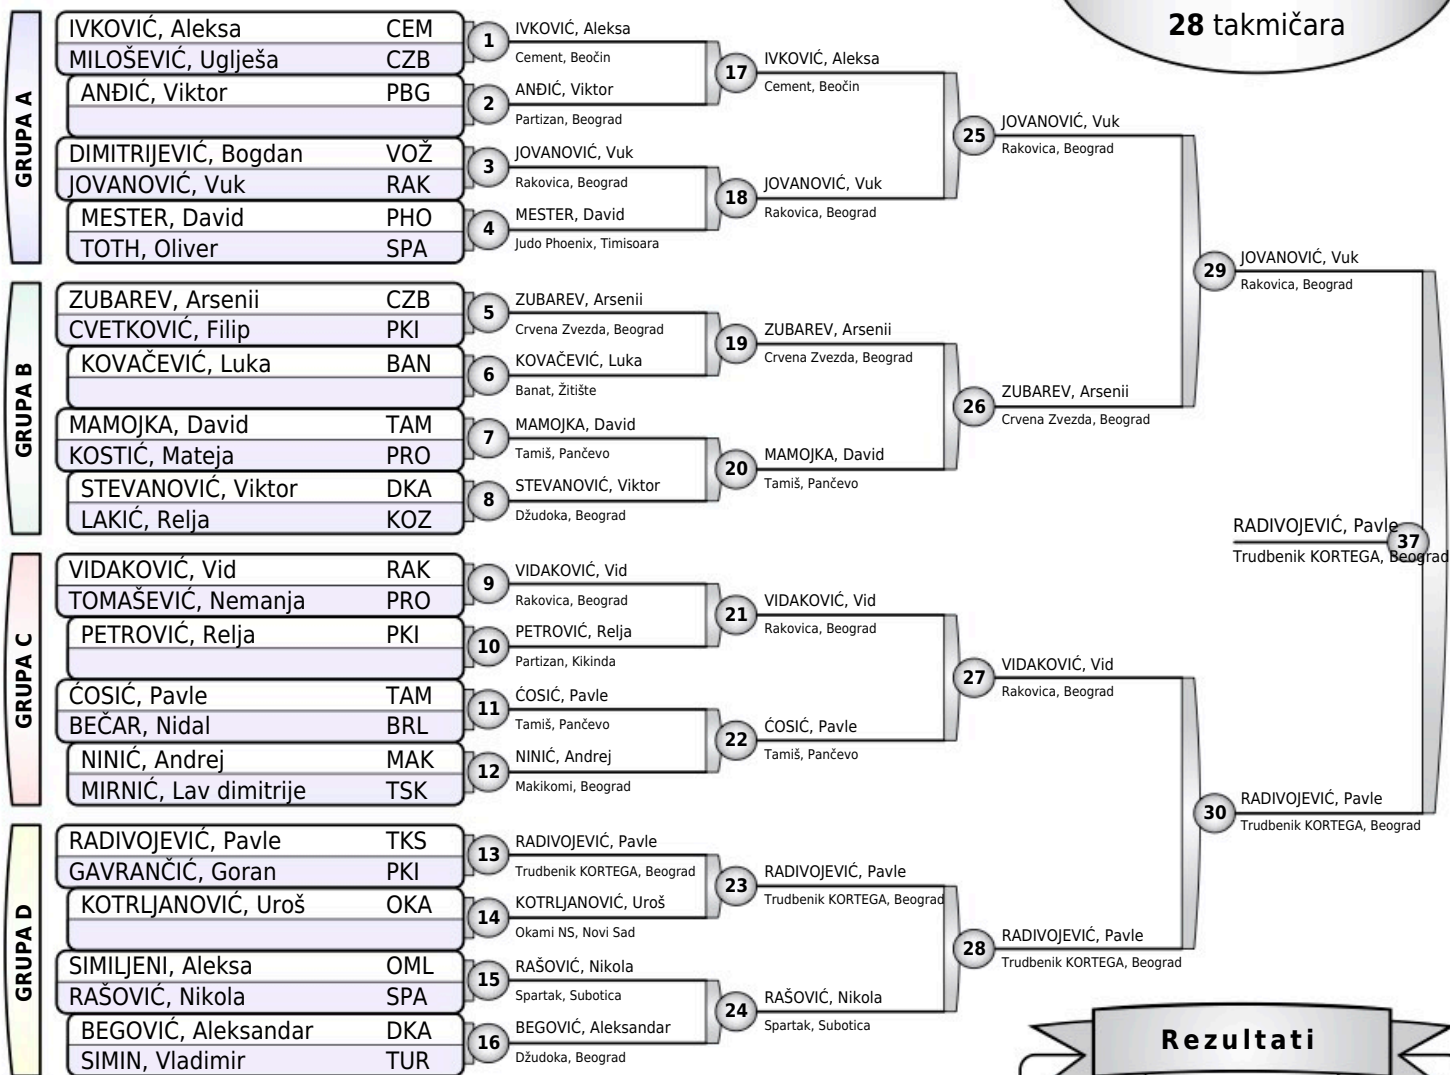 28 takmičara
GRUPA A
IVKOVIĆ, Aleksa CEM
MILOŠEVIĆ, Uglješa CZB
ANĐIĆ, Viktor PBG
DIMITRIJEVIĆ, Bogdan VOŽ
JOVANOVIĆ, Vuk RAK
MESTER, David PHO
TOTH, Oliver SPA
GRUPA B
ZUBAREV, Arsenii CZB
CVETKOVIĆ, Filip PKI
KOVAČEVIĆ, Luka BAN
MAMOJKA, David TAM
KOSTIĆ, Mateja PRO
STEVANOVIĆ, Viktor DKA
LAKIĆ, Relja KOZ
GRUPA C
VIDAKOVIĆ, Vid RAK
TOMAŠEVIĆ, Nemanja PRO
PETROVIĆ, Relja PKI
ĆOSIĆ, Pavle TAM
BEČAR, Nidal BRL
NINIĆ, Andrej MAK
MIRNIĆ, Lav dimitrije TSK
GRUPA D
RADIVOJEVIĆ, Pavle TKS
GAVRANČIĆ, Goran PKI
KOTRLJANOVIĆ, Uroš OKA
SIMILJENI, Aleksa OML
RAŠOVIĆ, Nikola SPA
BEGOVIĆ, Aleksandar DKA
SIMIN, Vladimir TUR
1 IVKOVIĆ, Aleksa
Cement, Beočin
2 ANĐIĆ, Viktor
Partizan, Beograd
3 JOVANOVIĆ, Vuk
Rakovica, Beograd
4 MESTER, David
Judo Phoenix, Timisoara
5 ZUBAREV, Arsenii
Crvena Zvezda, Beograd
6 KOVAČEVIĆ, Luka
Banat, Žitište
7 MAMOJKA, David
Tamiš, Pančevo
8 STEVANOVIĆ, Viktor
Džudoka, Beograd
9 VIDAKOVIĆ, Vid
Rakovica, Beograd
10 PETROVIĆ, Relja
Partizan, Kikinda
11 ĆOSIĆ, Pavle
Tamiš, Pančevo
12 NINIĆ, Andrej
Makikomi, Beograd
13 RADIVOJEVIĆ, Pavle
Trudbenik KORTEGA, Beograd
14 KOTRLJANOVIĆ, Uroš
Okami NS, Novi Sad
15 RAŠOVIĆ, Nikola
Spartak, Subotica
16 BEGOVIĆ, Aleksandar
Džudoka, Beograd
17 IVKOVIĆ, Aleksa
Cement, Beočin
18 JOVANOVIĆ, Vuk
Rakovica, Beograd
19 ZUBAREV, Arsenii
Crvena Zvezda, Beograd
20 MAMOJKA, David
Tamiš, Pančevo
21 VIDAKOVIĆ, Vid
Rakovica, Beograd
22 ĆOSIĆ, Pavle
Tamiš, Pančevo
23 RADIVOJEVIĆ, Pavle
Trudbenik KORTEGA, Beograd
24 RAŠOVIĆ, Nikola
Spartak, Subotica
25 JOVANOVIĆ, Vuk
Rakovica, Beograd
26 ZUBAREV, Arsenii
Crvena Zvezda, Beograd
27 VIDAKOVIĆ, Vid
Rakovica, Beograd
28 RADIVOJEVIĆ, Pavle
Trudbenik KORTEGA, Beograd
29 JOVANOVIĆ, Vuk
Rakovica, Beograd
30 RADIVOJEVIĆ, Pavle
Trudbenik KORTEGA, Beograd
RADIVOJEVIĆ, Pavle 37
Trudbenik KORTEGA, Beograd
Rezultati